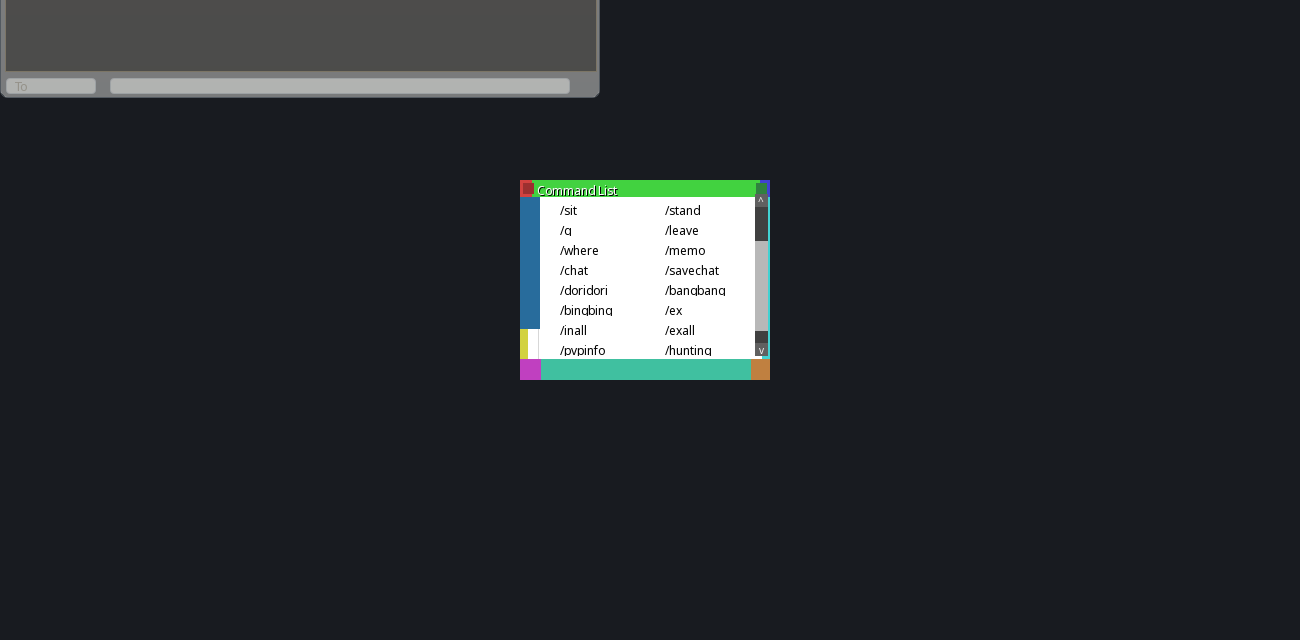 To
Command List
/sit /stand
/q /leave
/where /memo
/chat /savechat
/doridori /bangbang
/bingbing /ex
/inall /exall
/pvpinfo /hunting